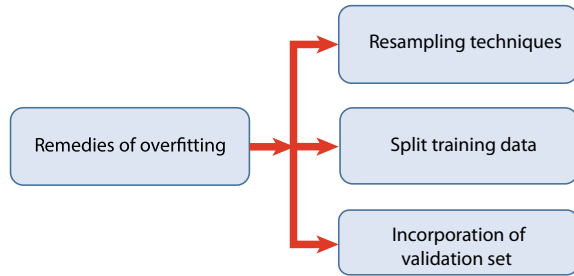 Resampling techniques
Remedies of overfitting
Split training data
Incorporation of
validation set